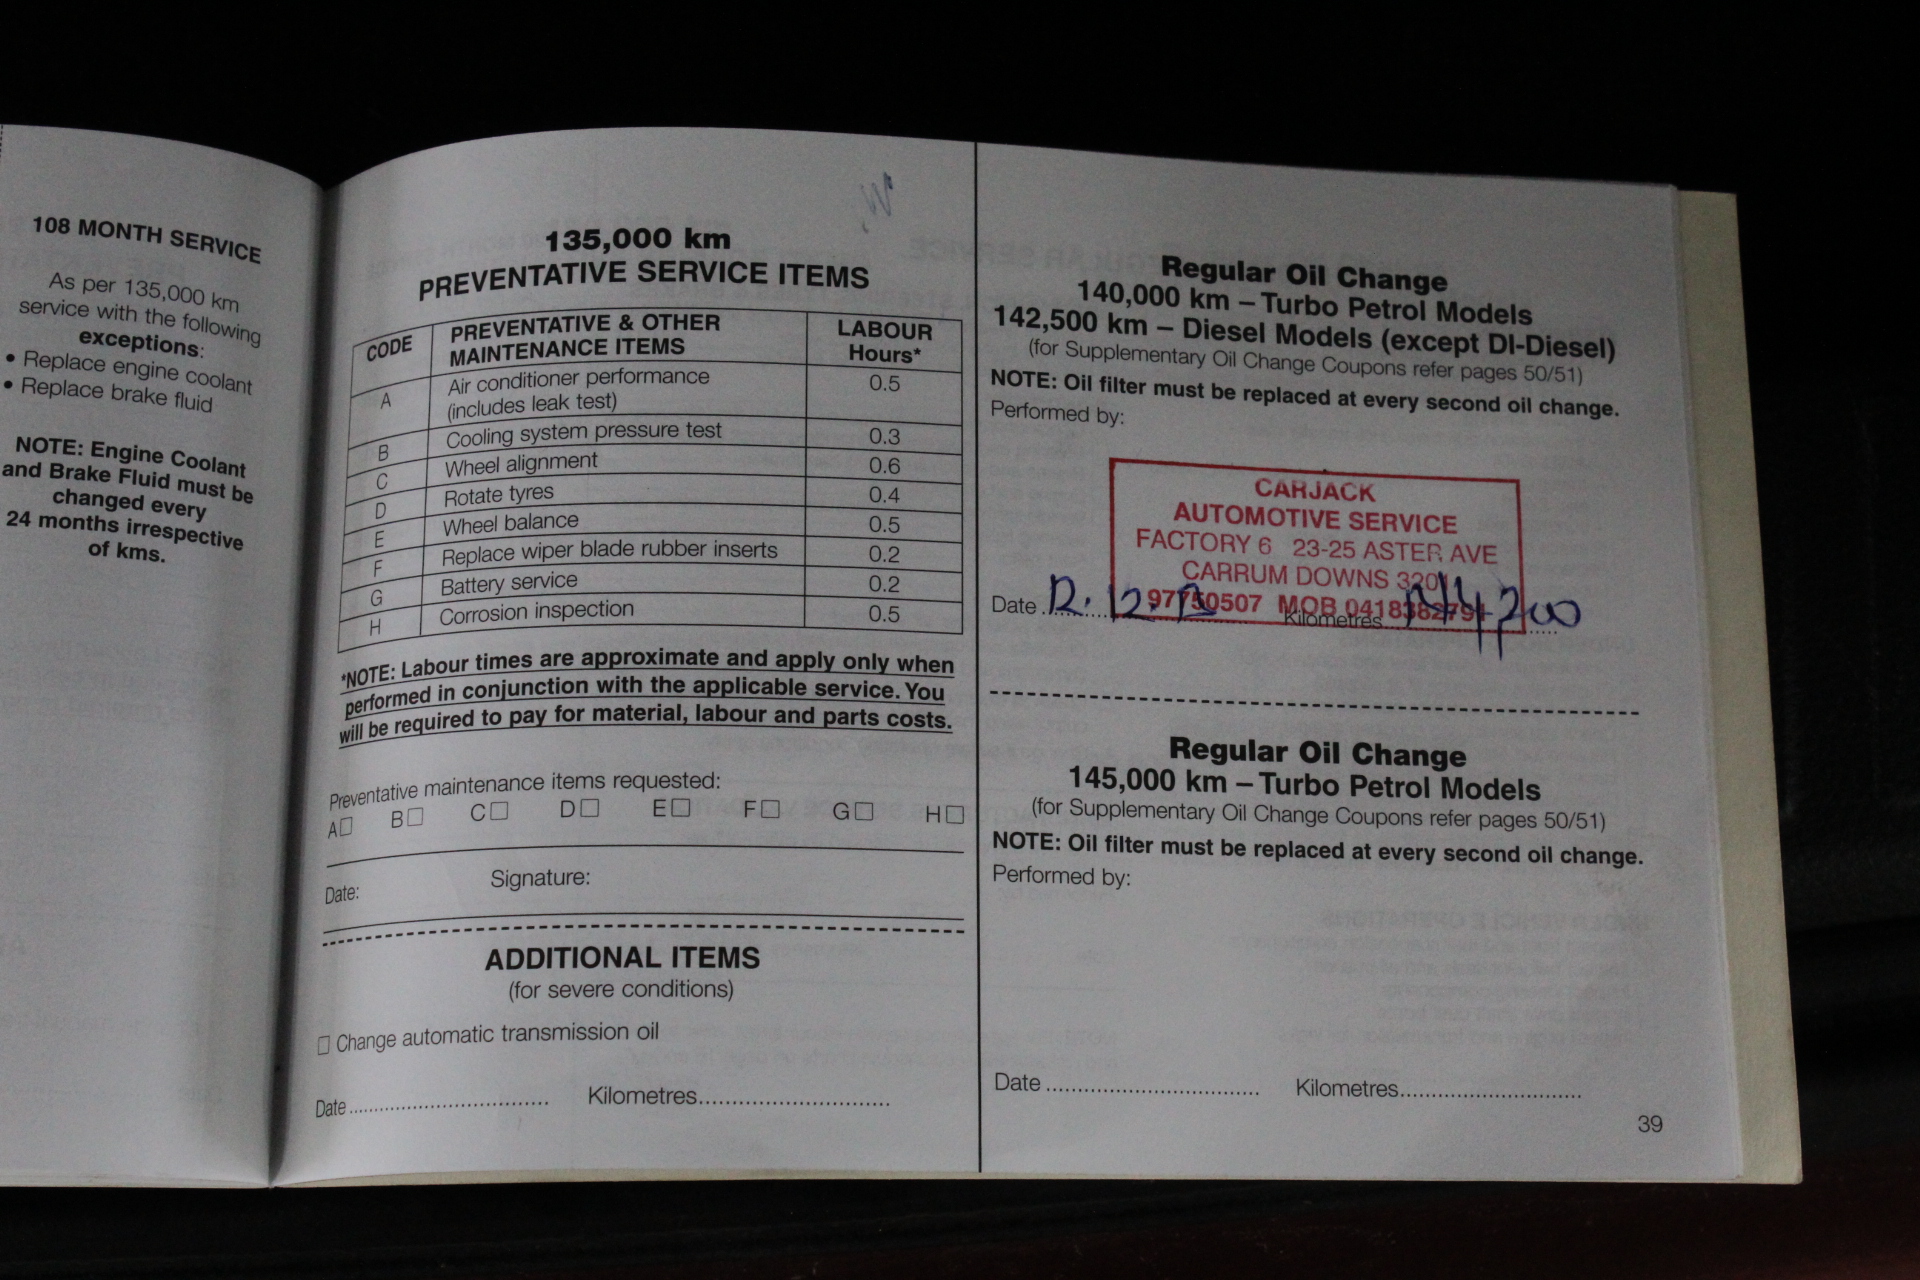 108 MONTH SERVICE
As per 135,000 km
service with the following
exceptions:
• Replace engine coolant
• Replace brake fluid
NOTE: Engine Coolant
and Brake Fluid must be
changed every
24 months irrespective
of kms.
135,000 km
PREVENTATIVE SERVICE ITEMS
CODE PREVENTATIVE & OTHER LABOUR
MAINTENANCE ITEMS Hours*
A Air conditioner performance 0.5
(includes leak test)
B Cooling system pressure test 0.3
C Wheel alignment 0.6
D Rotate tyres 0.4
E Wheel balance 0.5
F Replace wiper blade rubber inserts 0.2
G Battery service 0.2
H Corrosion inspection 0.5
*NOTE: Labour times are approximate and apply only when
performed in conjunction with the applicable service. You
will be required to pay for material, labour and parts costs.
Preventative maintenance items requested:
A□ B□ C□ D□ E□ F□ G□ H□
Date: Signature:
ADDITIONAL ITEMS
(for severe conditions)
□ Change automatic transmission oil
Date Kilometres
Regular Oil Change
140,000 km – Turbo Petrol Models
142,500 km – Diesel Models (except DI-Diesel)
(for Supplementary Oil Change Coupons refer pages 50/51)
NOTE: Oil filter must be replaced at every second oil change.
Performed by:
CARJACK
AUTOMOTIVE SERVICE
FACTORY 6 23-25 ASTER AVE
CARRUM DOWNS 3201
97750507 MOB 0418382791
Date Kilometres
Regular Oil Change
145,000 km – Turbo Petrol Models
(for Supplementary Oil Change Coupons refer pages 50/51)
NOTE: Oil filter must be replaced at every second oil change.
Performed by:
Date Kilometres
39